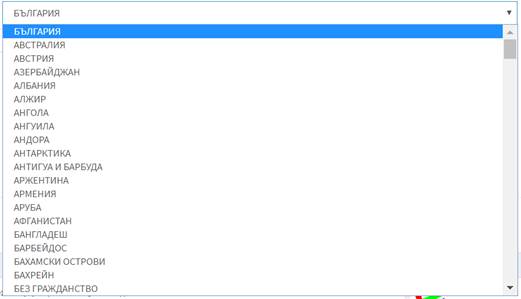 БЪЛГАРИЯ
БЪЛГАРИЯ
АВСТРАЛИЯ
АВСТРИЯ
АЗЕРБАЙДЖАН
АЛБАНИЯ
АЛЖИР
АНГОЛА
АНГУИЛА
АНДОРА
АНТАРКТИКА
АНТИГУА И БАРБУДА
АРЖЕНТИНА
АРМЕНИЯ
АРУБА
АФГАНИСТАН
БАНГЛАДЕШ
БАРБЕЙДОС
БАХАМСКИ ОСТРОВИ
БАХРЕЙН
БЕЗ ГРАЖДАНСТВО